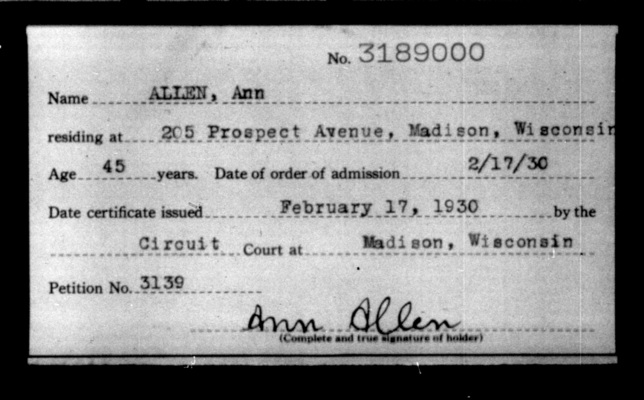 No. 3189000
Name ALLEN, Ann
residing at 205 Prospect Avenue, Madison, Wisconsin
Age 45 years. Date of order of admission 2/17/30
Date certificate issued February 17, 1930 by the
Circuit Court at Madison, Wisconsin
Petition No. 3139
Ann Allen
(Complete and true signature of holder)